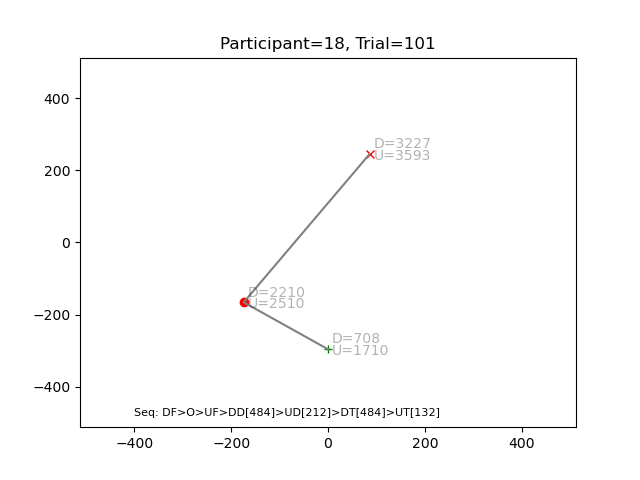 Participant=18, Trial=101
400
200
0
−200
−400
D=3227
U=3593
D=2210
U=2510
D=708
U=1710
Seq: DF>O>UF>DD[484]>UD[212]>DT[484]>UT[132]
−400
−200
0
200
400